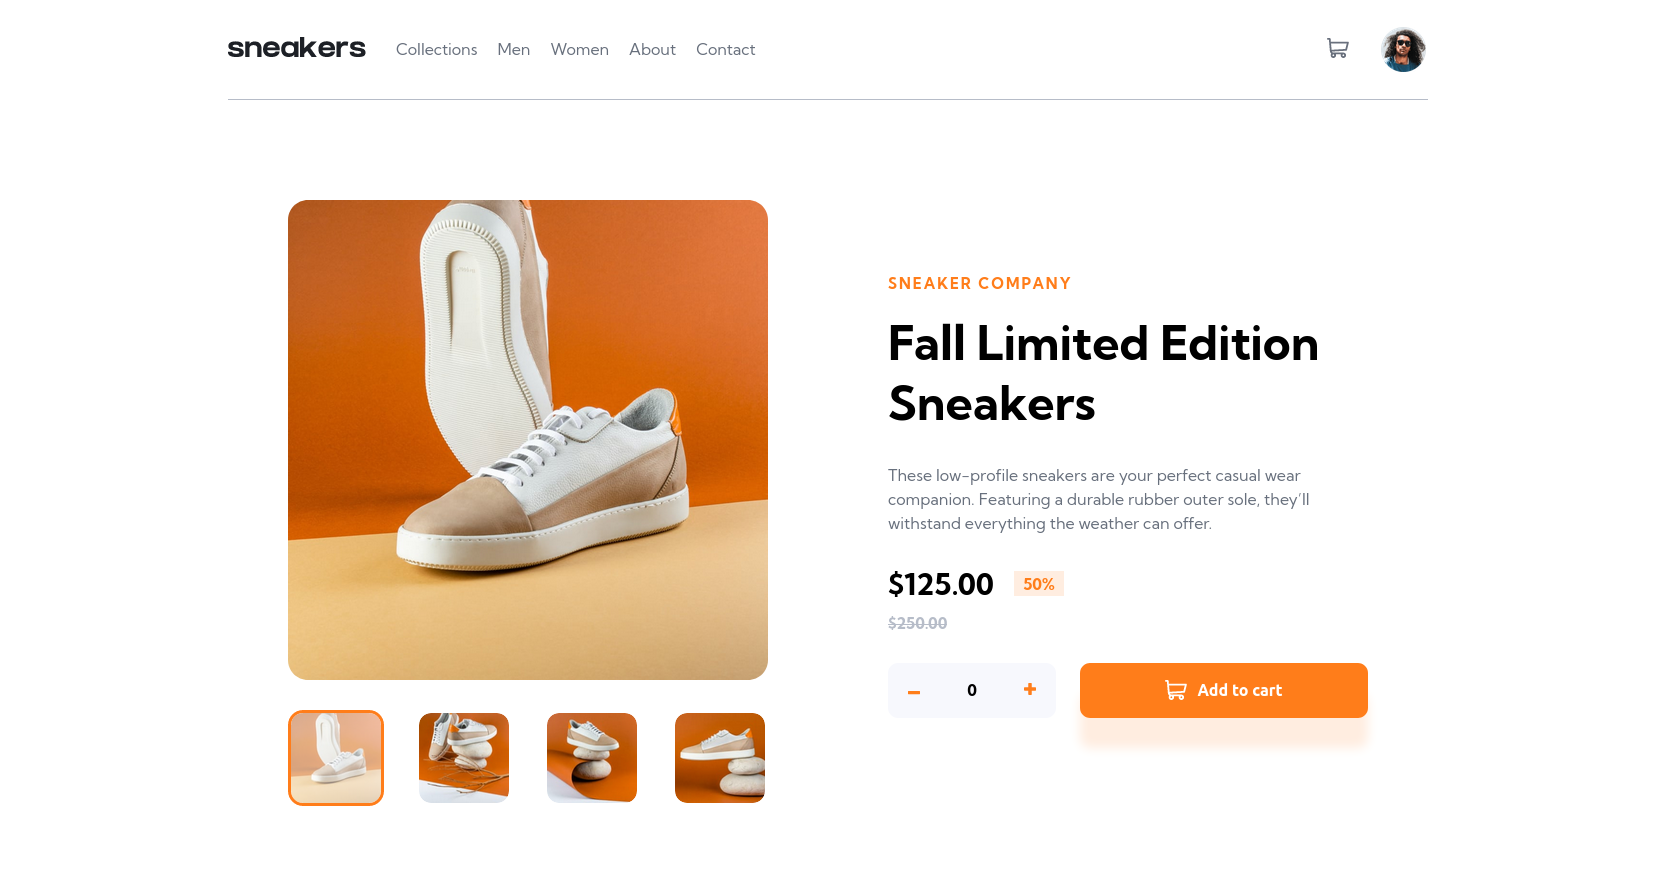 sneakers Collections Men Women About Contact
SNEAKER COMPANY
Fall Limited Edition
Sneakers
These low-profile sneakers are your perfect casual wear
companion. Featuring a durable rubber outer sole, they’ll
withstand everything the weather can offer.
$125.00 50%
$250.00
0 Add to cart